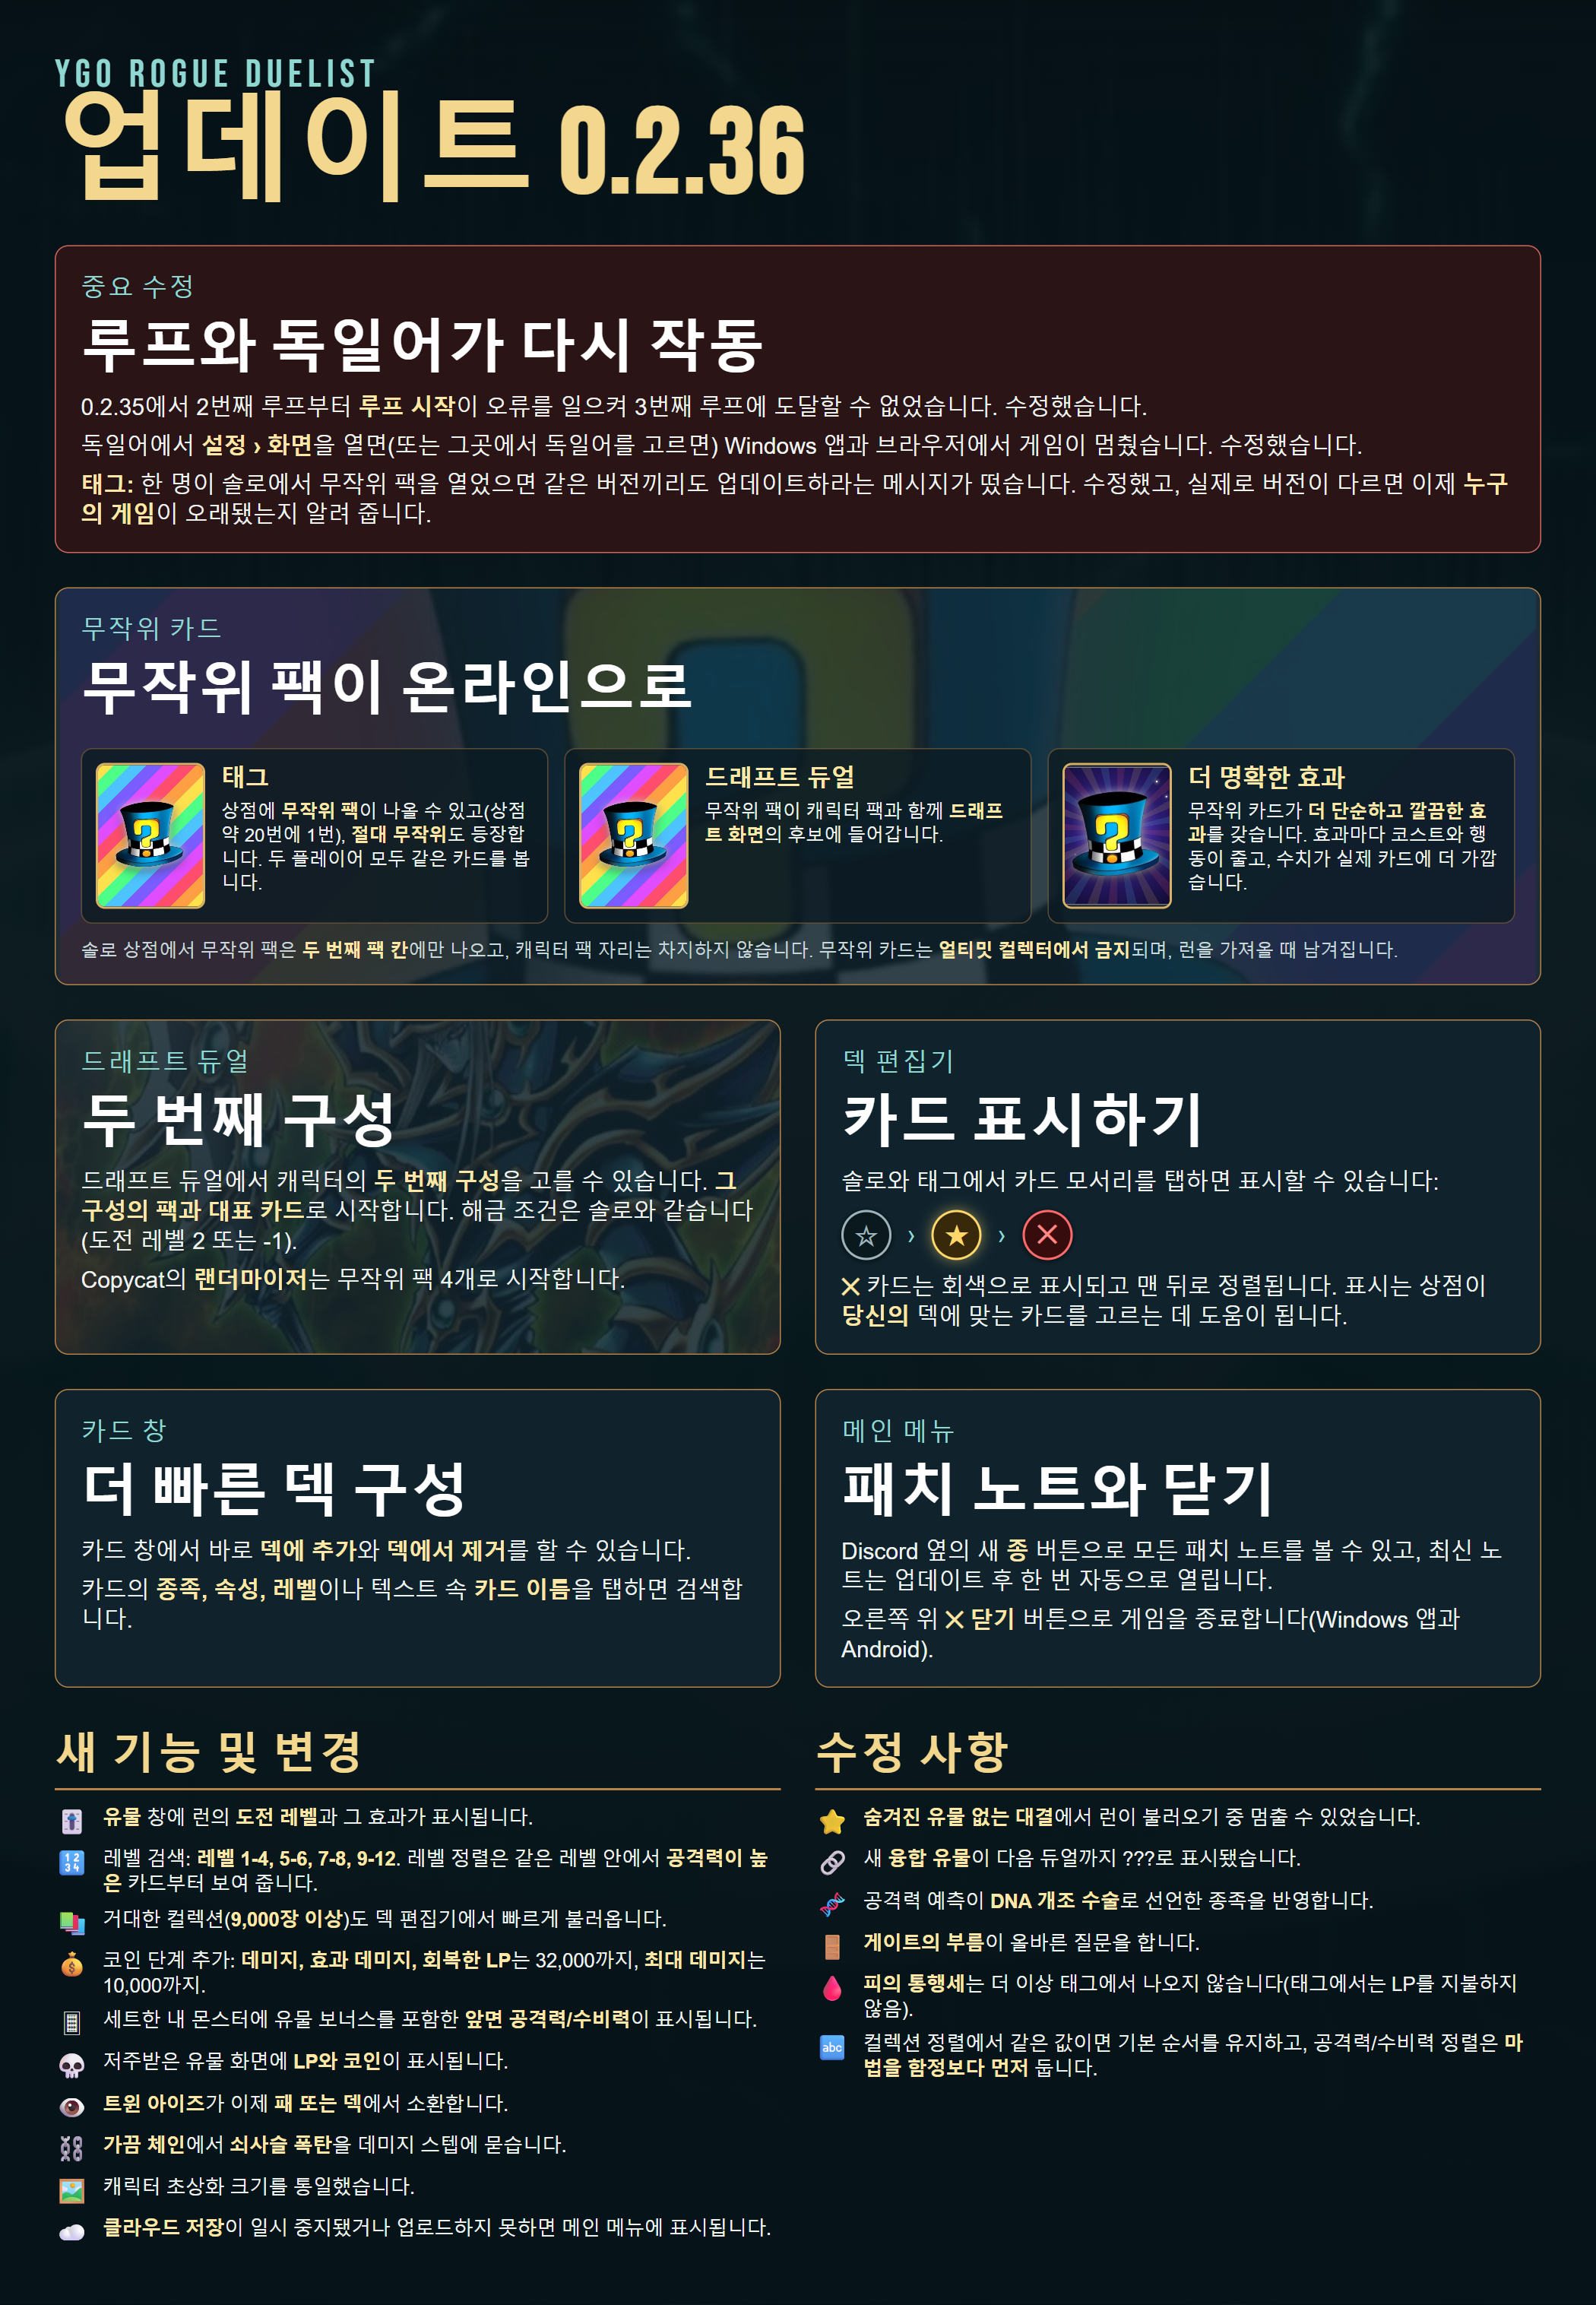 YGO ROGUE DUELIST
업데이트 0.2.36
중요 수정
루프와 독일어가 다시 작동
0.2.35에서 2번째 루프부터 루프 시작이 오류를 일으켜 3번째 루프에 도달할 수 없었습니다. 수정했습니다.
독일어에서 설정 › 화면을 열면(또는 그곳에서 독일어를 고르면) Windows 앱과 브라우저에서 게임이 멈췄습니다. 수정했습니다.
태그: 한 명이 솔로에서 무작위 팩을 열었으면 같은 버전끼리도 업데이트하라는 메시지가 떴습니다. 수정했고, 실제로 버전이 다르면 이제 누구
의 게임이 오래됐는지 알려 줍니다.
무작위 카드
무작위 팩이 온라인으로
태그
상점에 무작위 팩이 나올 수 있고(상점
약 20번에 1번), 절대 무작위도 등장합
니다. 두 플레이어 모두 같은 카드를 봅
니다.
드래프트 듀얼
무작위 팩이 캐릭터 팩과 함께 드래프
트 화면의 후보에 들어갑니다.
더 명확한 효과
무작위 카드가 더 단순하고 깔끔한 효
과를 갖습니다. 효과마다 코스트와 행
동이 줄고, 수치가 실제 카드에 더 가깝
습니다.
솔로 상점에서 무작위 팩은 두 번째 팩 칸에만 나오고, 캐릭터 팩 자리는 차지하지 않습니다. 무작위 카드는 얼티밋 컬렉터에서 금지되며, 런을 가져올 때 남겨집니다.
드래프트 듀얼
두 번째 구성
드래프트 듀얼에서 캐릭터의 두 번째 구성을 고를 수 있습니다. 그
구성의 팩과 대표 카드로 시작합니다. 해금 조건은 솔로와 같습니다
(도전 레벨 2 또는 -1).
Copycat의 랜더마이저는 무작위 팩 4개로 시작합니다.
덱 편집기
카드 표시하기
솔로와 태그에서 카드 모서리를 탭하면 표시할 수 있습니다:
☆ › ★ › ✕
✕ 카드는 회색으로 표시되고 맨 뒤로 정렬됩니다. 표시는 상점이
당신의 덱에 맞는 카드를 고르는 데 도움이 됩니다.
카드 창
더 빠른 덱 구성
카드 창에서 바로 덱에 추가와 덱에서 제거를 할 수 있습니다.
카드의 종족, 속성, 레벨이나 텍스트 속 카드 이름을 탭하면 검색합
니다.
메인 메뉴
패치 노트와 닫기
Discord 옆의 새 종 버튼으로 모든 패치 노트를 볼 수 있고, 최신 노
트는 업데이트 후 한 번 자동으로 열립니다.
오른쪽 위 ✕ 닫기 버튼으로 게임을 종료합니다(Windows 앱과
Android).
새 기능 및 변경
유물 창에 런의 도전 레벨과 그 효과가 표시됩니다.
레벨 검색: 레벨 1-4, 5-6, 7-8, 9-12. 레벨 정렬은 같은 레벨 안에서 공격력이 높
은 카드부터 보여 줍니다.
거대한 컬렉션(9,000장 이상)도 덱 편집기에서 빠르게 불러옵니다.
코인 단계 추가: 데미지, 효과 데미지, 회복한 LP는 32,000까지, 최대 데미지는
10,000까지.
세트한 내 몬스터에 유물 보너스를 포함한 앞면 공격력/수비력이 표시됩니다.
저주받은 유물 화면에 LP와 코인이 표시됩니다.
트윈 아이즈가 이제 패 또는 덱에서 소환합니다.
가끔 체인에서 쇠사슬 폭탄을 데미지 스텝에 묻습니다.
캐릭터 초상화 크기를 통일했습니다.
클라우드 저장이 일시 중지됐거나 업로드하지 못하면 메인 메뉴에 표시됩니다.
수정 사항
숨겨진 유물 없는 대결에서 런이 불러오기 중 멈출 수 있었습니다.
새 융합 유물이 다음 듀얼까지 ???로 표시됐습니다.
공격력 예측이 DNA 개조 수술로 선언한 종족을 반영합니다.
게이트의 부름이 올바른 질문을 합니다.
피의 통행세는 더 이상 태그에서 나오지 않습니다(태그에서는 LP를 지불하지
않음).
컬렉션 정렬에서 같은 값이면 기본 순서를 유지하고, 공격력/수비력 정렬은 마
법을 함정보다 먼저 둡니다.